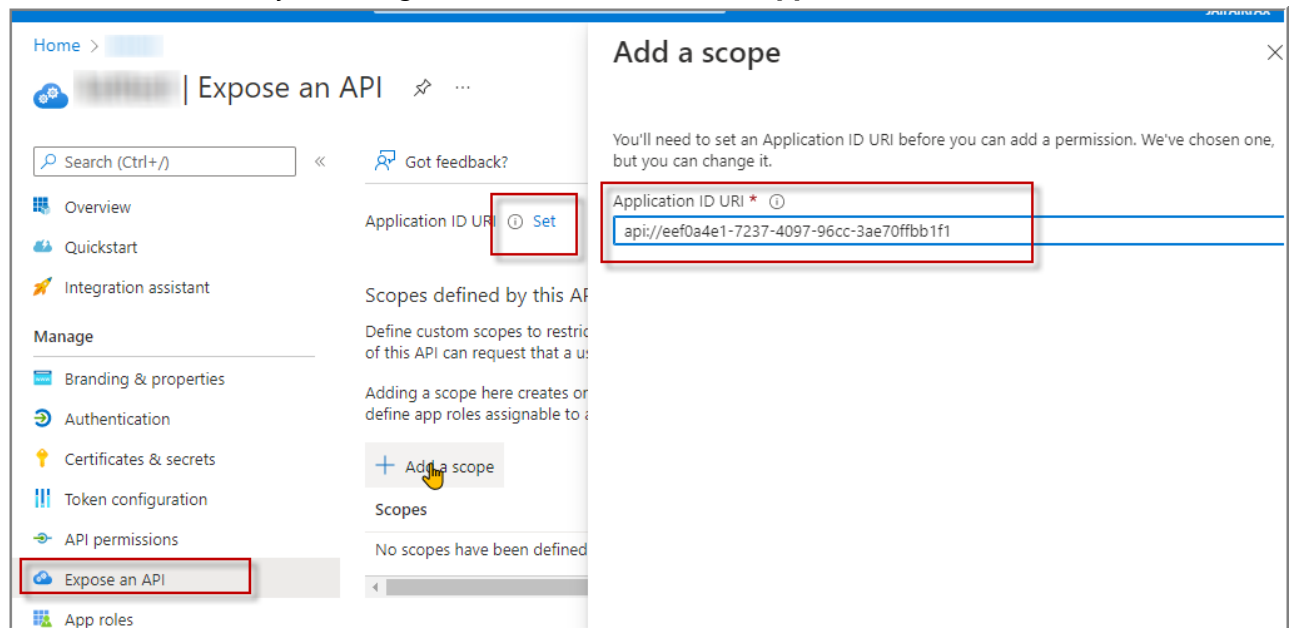 Home >
| Expose an API
Search (Ctrl+/)
Overview
Quickstart
Integration assistant
Manage
Branding & properties
Authentication
Certificates & secrets
Token configuration
API permissions
Expose an API
App roles
Got feedback?
Application ID URI Set
Scopes defined by this
Define custom scopes to
of this API can request that a
Adding a scope here creates
define app roles assignable to
Add a scope
Scopes
No scopes have been defined
Add a scope
You'll need to set an Application ID URI before you can add a permission. We've chosen one,
but you can change it.
Application ID URI *
api://eef0a4e1-7237-4097-96cc-3ae70ffbb1f1